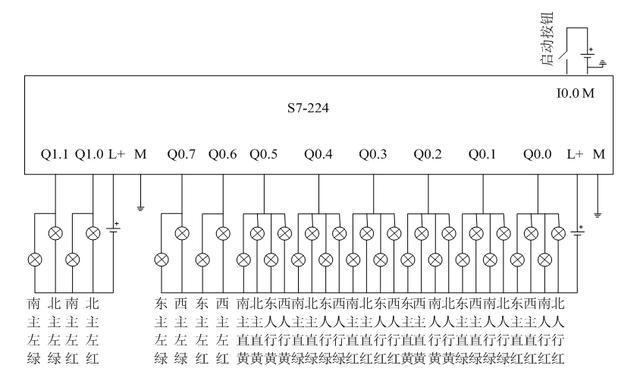 启动按钮
I0.0 M
S7-224
Q1.1 Q1.0 L+ M Q0.7 Q0.6 Q0.5 Q0.4 Q0.3 Q0.2 Q0.1 Q0.0 L+ M
南主左绿
北主左绿
南主左红
北主左红
东主左绿
西主左绿
东主左红
西主左红
南主直黄
北主直黄
东人行黄
西人行黄
南主直绿
北主直绿
东人行绿
西人行绿
南主直红
北主直红
东人行红
西人行红
东主直黄
西主直黄
南人行黄
北人行黄
东主直绿
西主直绿
南人行绿
北人行绿
东主直红
西主直红
南人行红
北人行红